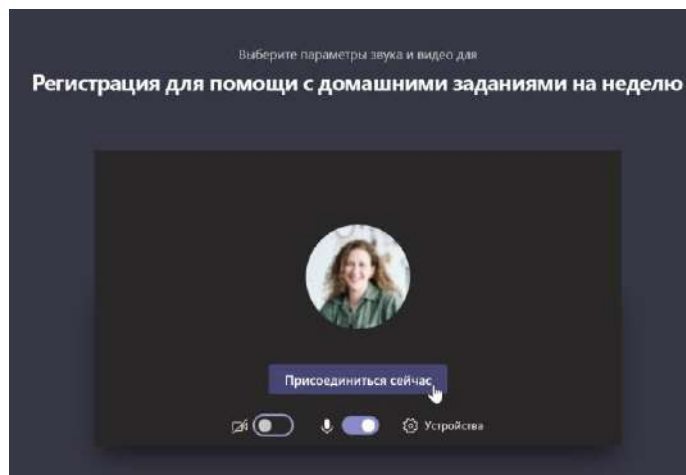 Выберите параметры звука и видео для
Регистрация для помощи с домашними заданиями на неделю
Присоединиться сейчас
Устройства